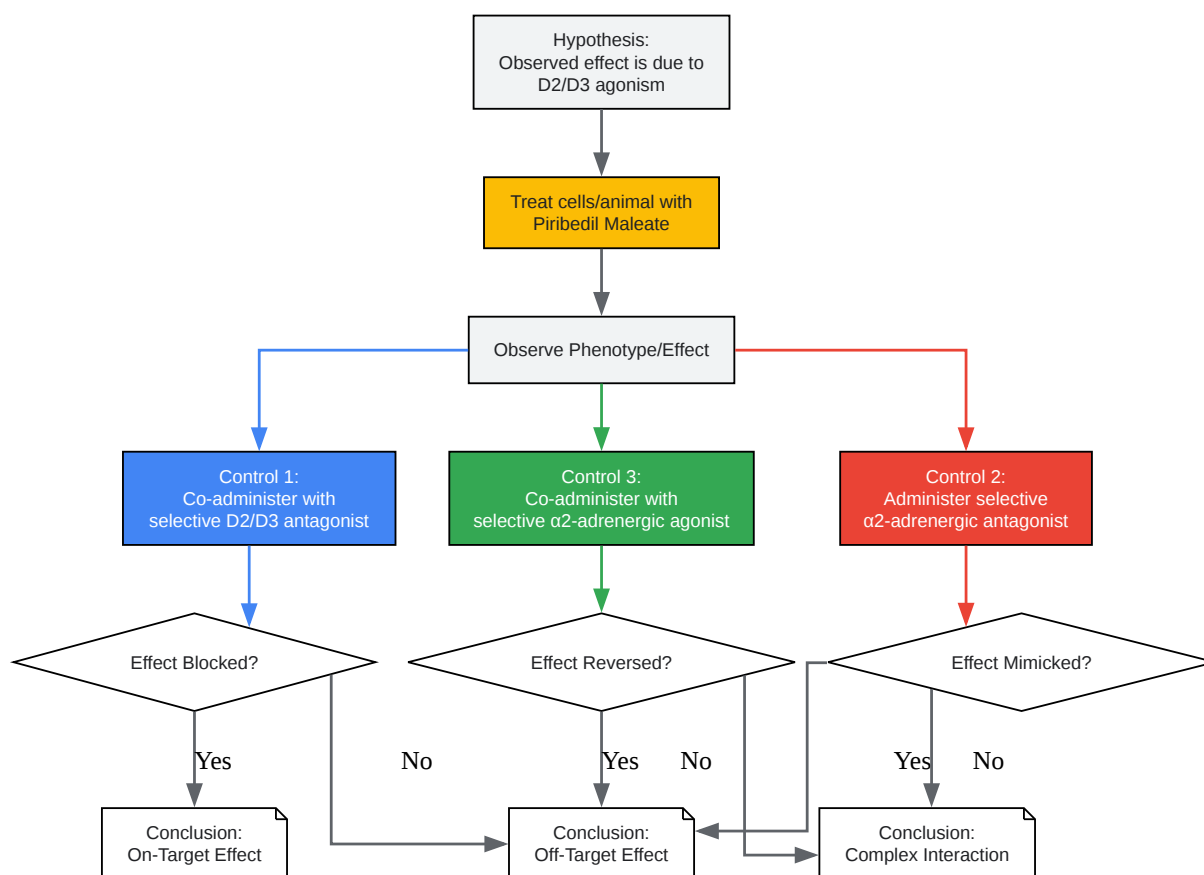 Hypothesis:
Observed effect is due to
D2/D3 agonism
Treat cells/animal with
Piribedil Maleate
Observe Phenotype/Effect
Control 1:
Co-administer with
selective D2/D3 antagonist
Control 3:
Co-administer with
selective α2-adrenergic agonist
Control 2:
Administer selective
α2-adrenergic antagonist
Effect Blocked?
Effect Reversed?
Effect Mimicked?
Yes
No
Yes
No
Yes
No
Conclusion:
On-Target Effect
Conclusion:
Off-Target Effect
Conclusion:
Complex Interaction